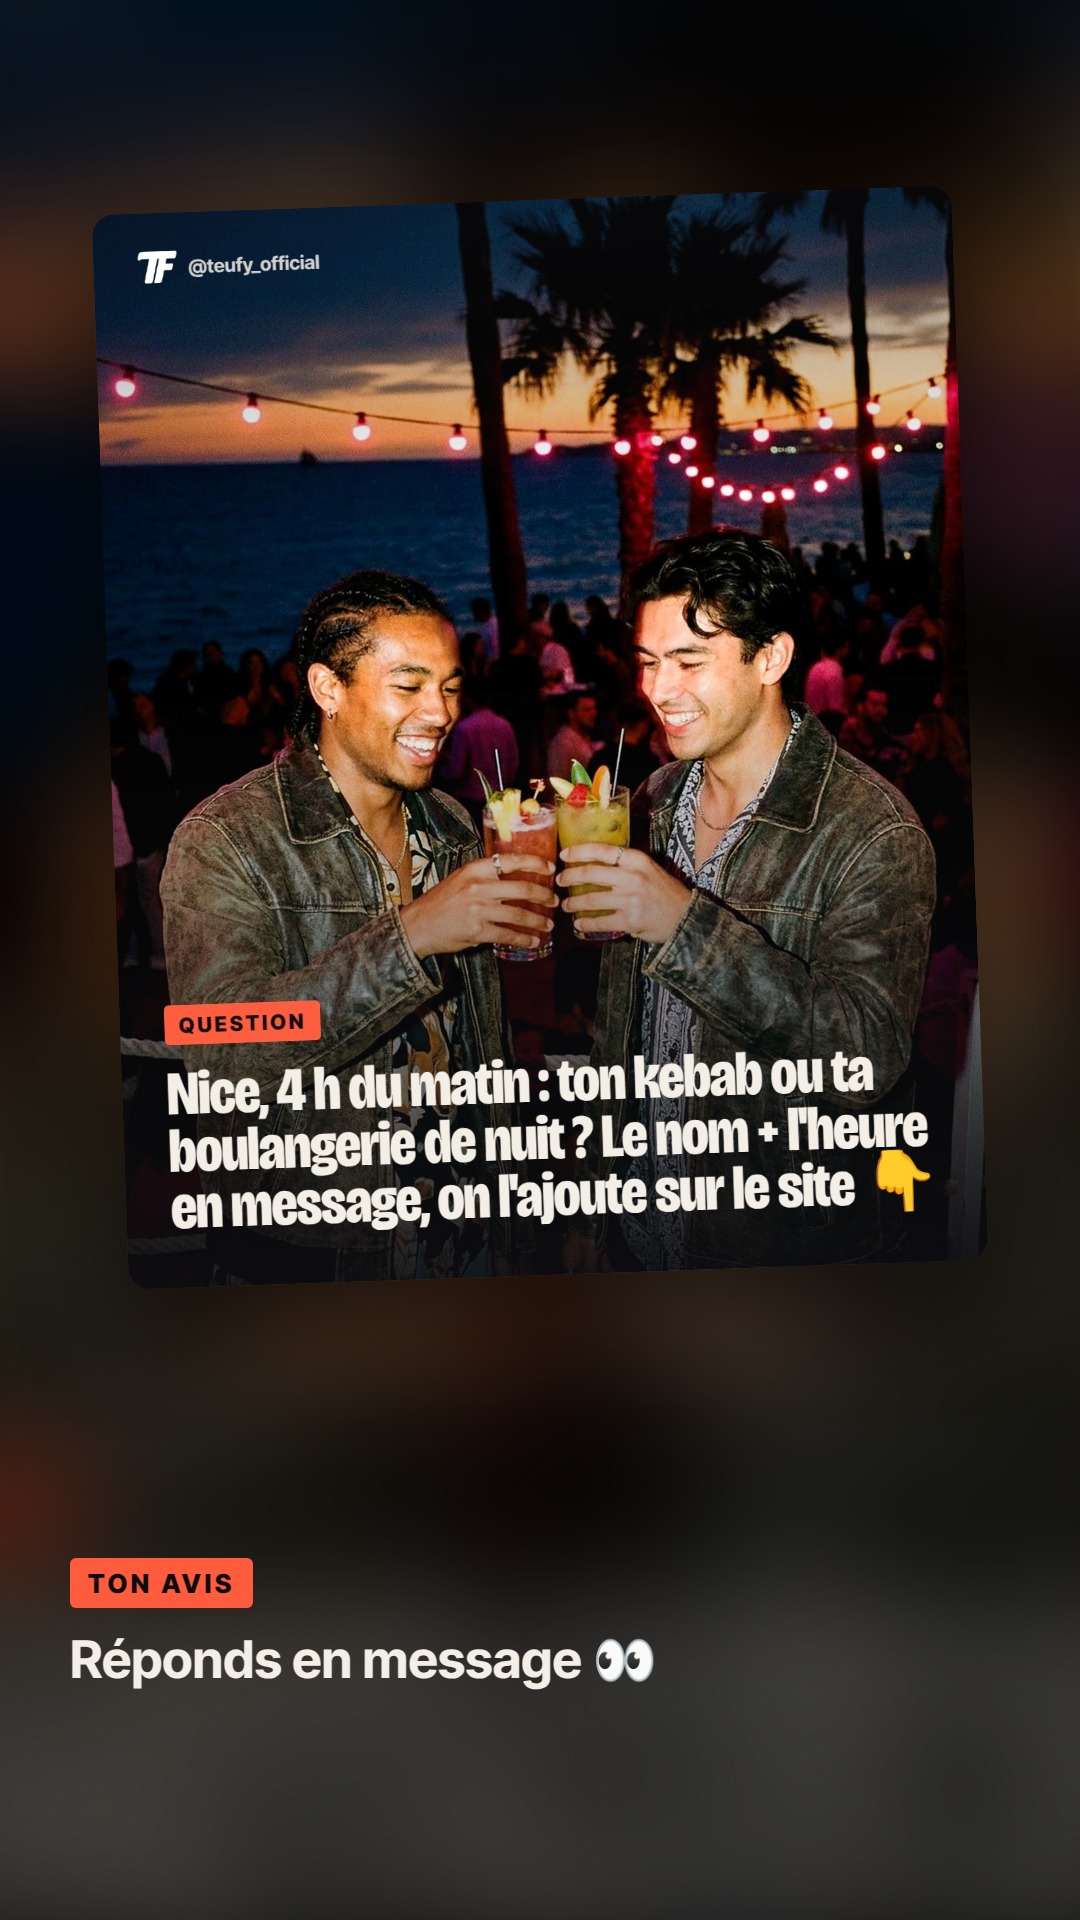 TF @teufy_official
QUESTION
Nice, 4 h du matin : ton kebab ou ta
boulangerie de nuit ? Le nom + l'heure
en message, on l'ajoute sur le site 👇
TON AVIS
Réponds en message 👀